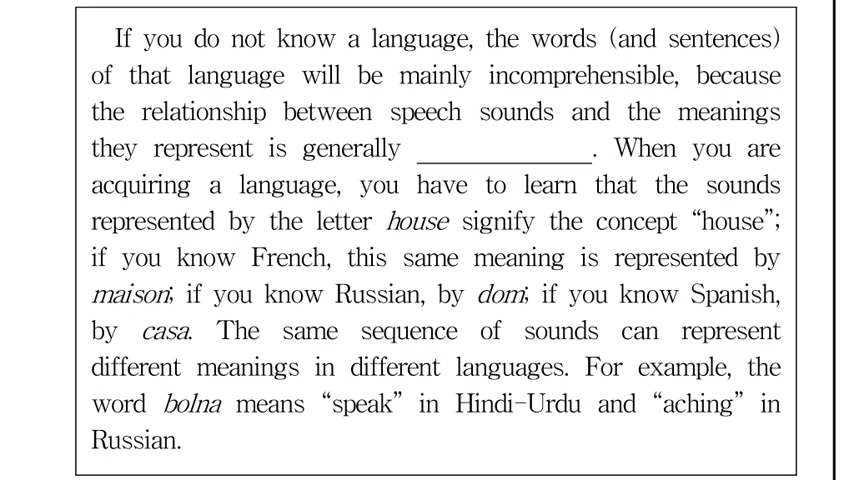 If you do not know a language, the words (and sentences)
of that language will be mainly incomprehensible, because
the relationship between speech sounds and the meanings
they represent is generally ____________. When you are
acquiring a language, you have to learn that the sounds
represented by the letter house signify the concept “house”;
if you know French, this same meaning is represented by
maison; if you know Russian, by dom; if you know Spanish,
by casa. The same sequence of sounds can represent
different meanings in different languages. For example, the
word bolna means “speak” in Hindi-Urdu and “aching” in
Russian.